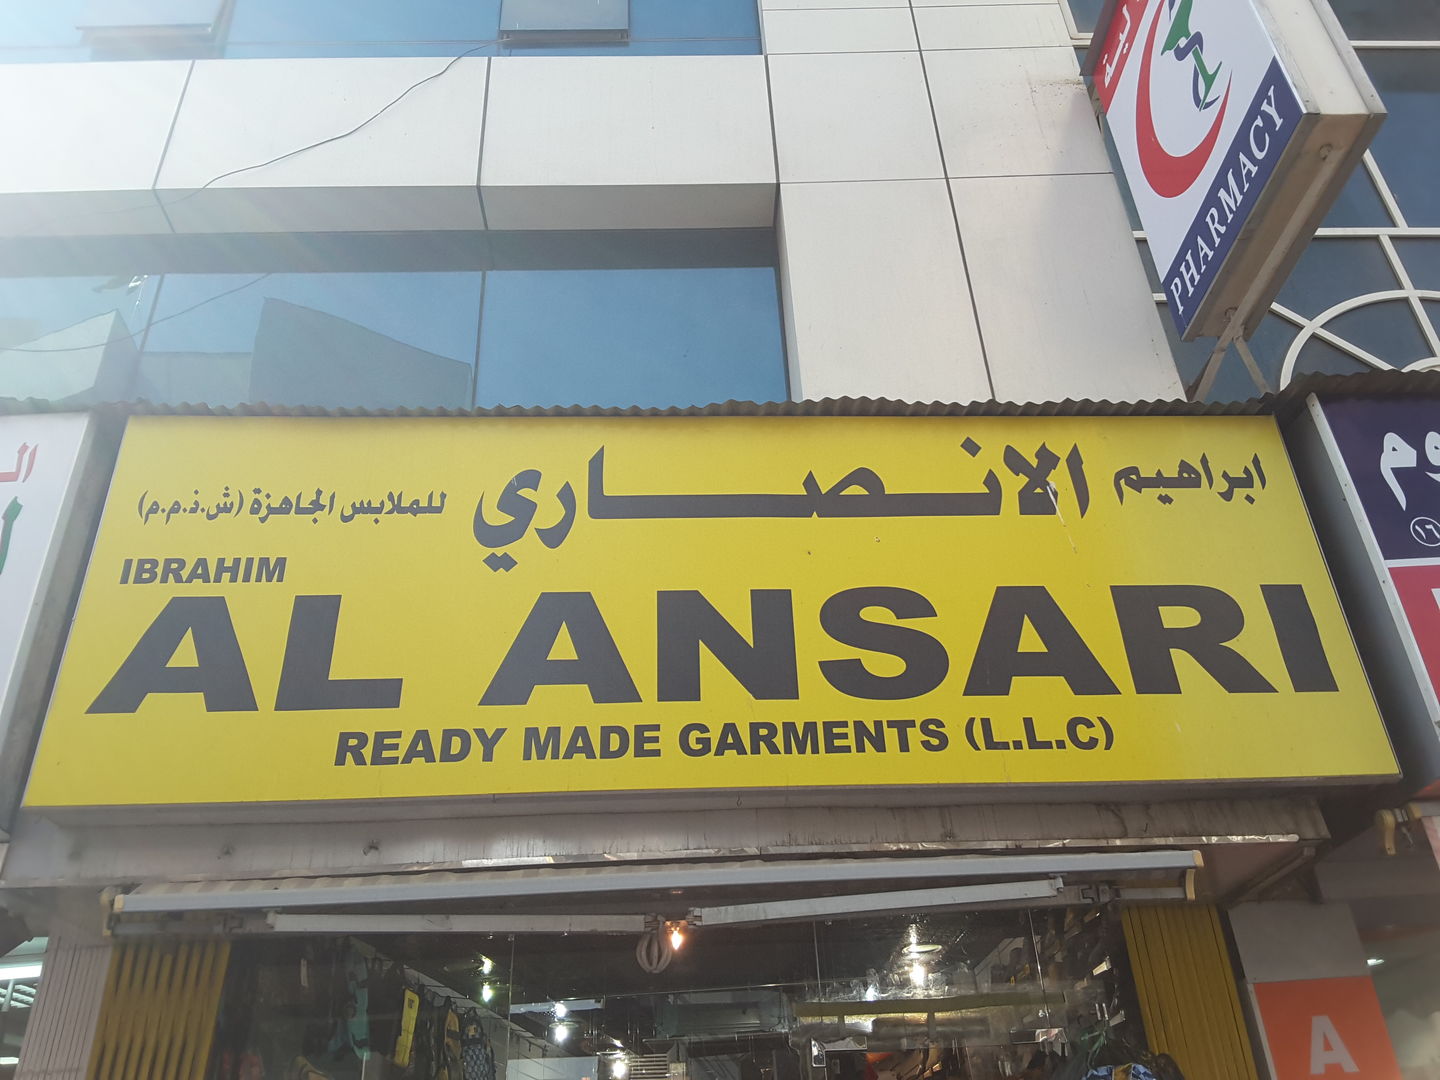 ابراهيم الانصاري للملابس الجاهزة (ش.ذ.م.م)
IBRAHIM
AL ANSARI
READY MADE GARMENTS (L.L.C)
PHARMACY
A